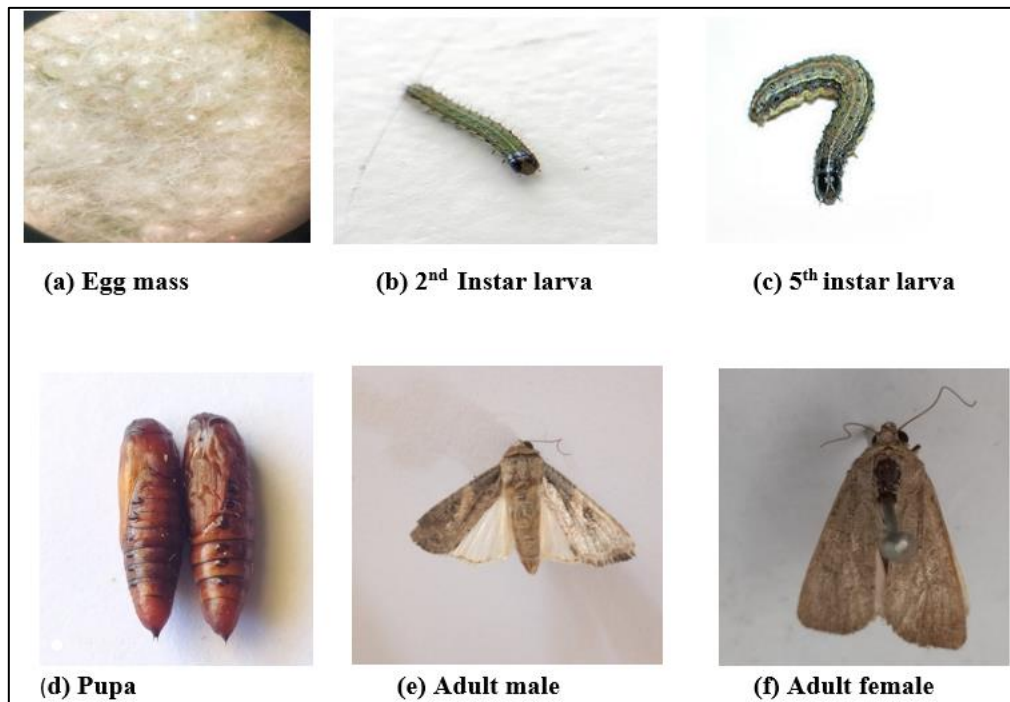 (a) Egg mass
(b) 2nd Instar larva
(c) 5th instar larva
(d) Pupa
(e) Adult male
(f) Adult female